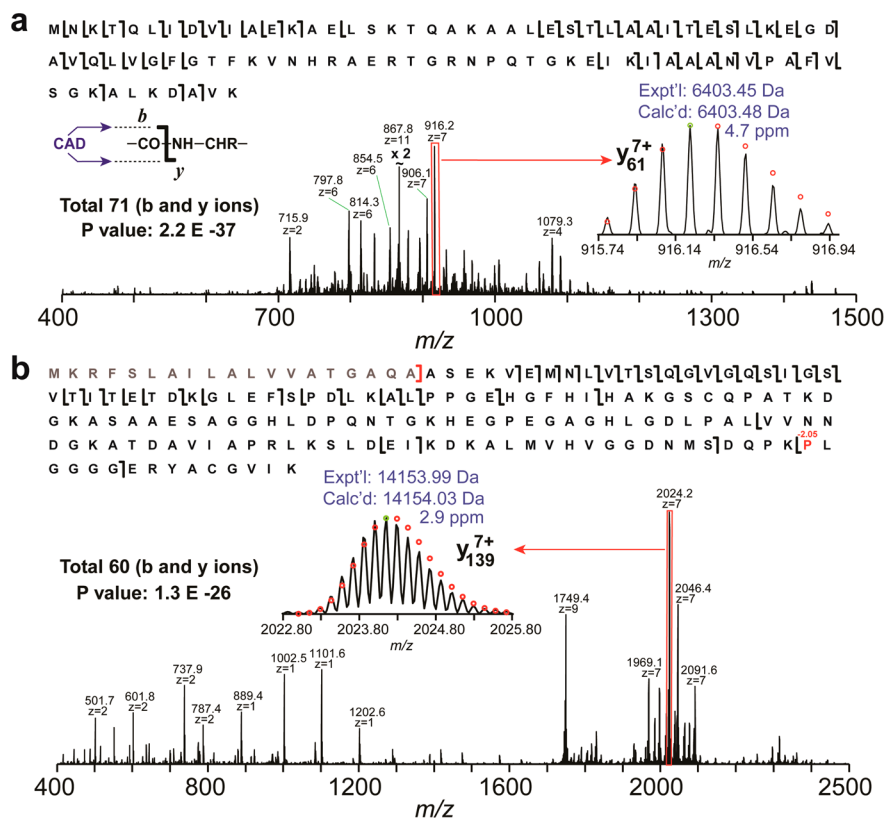 a
M N K T Q L I D V I A E K A E L S K T Q A K A A L E S T L A A I T E S L K E G D
A V Q L V G F G T F K V N H R A E R T G R N P Q T G K E I K I A A A N V P A F V
S G K A L K D A V K
b
CAD
–CO–NH–CHR–
y
Total 71 (b and y ions)
P value: 2.2 E -37
715.9
z=2
797.8
z=6
814.3
z=6
854.5
z=6
867.8
z=11
x 2
~
906.1
z=7
916.2
z=7
1079.3
z=4
Expt'l: 6403.45 Da
Calc'd: 6403.48 Da
4.7 ppm
y61 7+
915.74 916.14 916.54 916.94
m/z
400 700 1000 1300 1500
m/z
b
M K R F S L A I L A L V V A T G A Q A A S E K V E M N L V T S Q G V G Q S I G S
V T I T E T D K G L E F S P D L K A L P P G E H G F H I H A K G S C Q P A T K D
G K A S A A E S A G G H L D P Q N T G K H E G P E G A G H L G D L P A L V V N N
D G K A T D A V I A P R L K S L D E I K D K A L M V H V G G D N M S D Q P K P L
-2.05
G G G G E R Y A C G V I K
Total 60 (b and y ions)
P value: 1.3 E -26
Expt'l: 14153.99 Da
Calc'd: 14154.03 Da
2.9 ppm
y139 7+
2022.80 2023.80 2024.80 2025.80
m/z
501.7
z=2
601.8
z=2
737.9
z=2
787.4
z=2
889.4
z=1
1002.5
z=1
1101.6
z=1
1202.6
z=1
1749.4
z=9
1969.1
z=7
2024.2
z=7
2046.4
z=7
2091.6
z=7
400 800 1200 1600 2000 2500
m/z